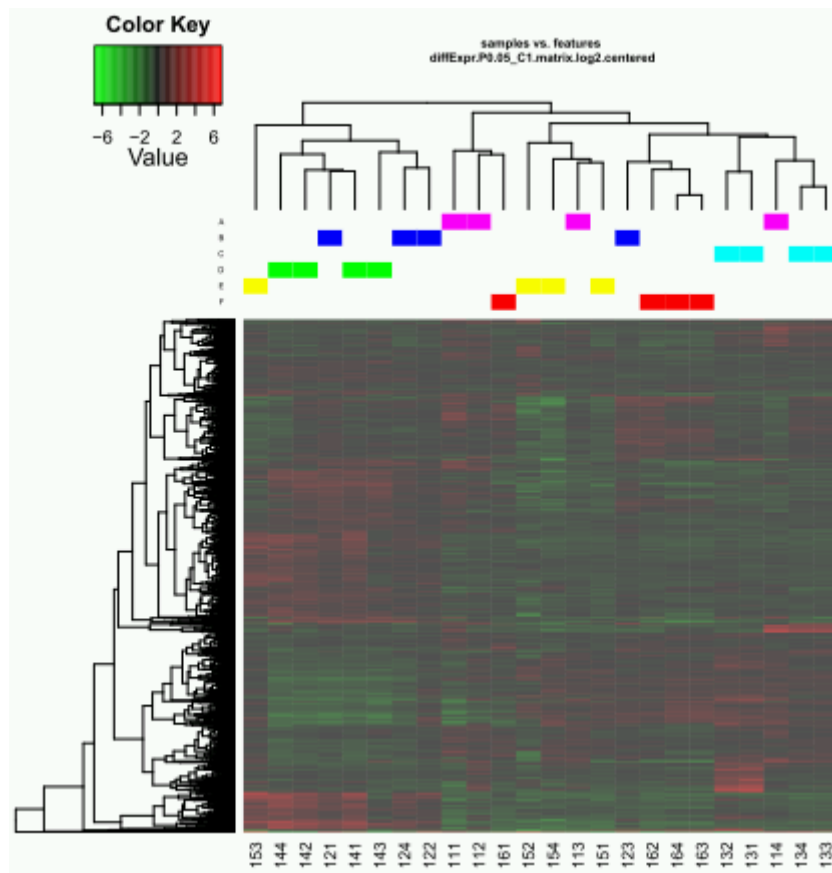 Color Key
−6 −2 2 6
Value
samples vs. features
diffExpr.P0.05_C1.matrix.log2.centered
A
B
C
D
E
F
153 144 142 121 141 143 124 122 111 112 161 152 154 113 151 123 162 164 163 132 131 114 134 133